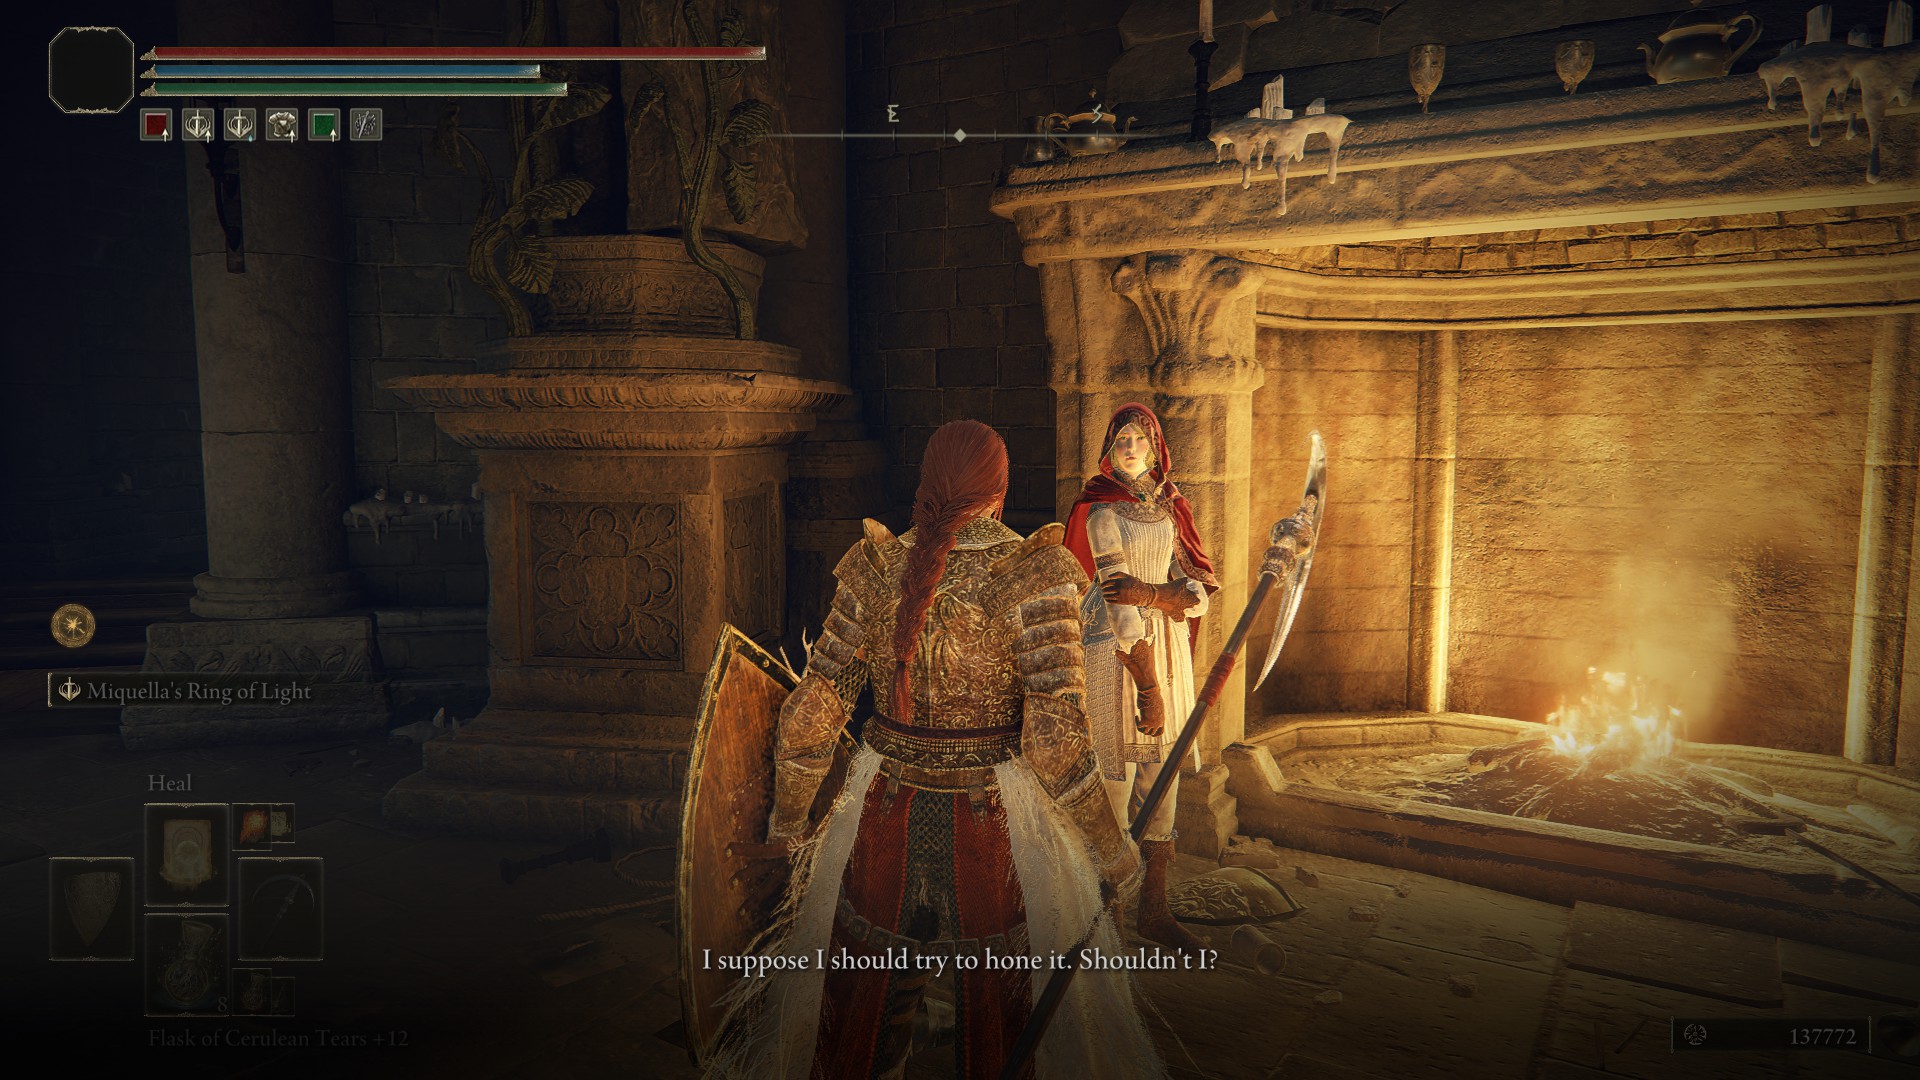 E
S
Miquella's Ring of Light
Heal
8
I suppose I should try to hone it. Shouldn't I?
Flask of Cerulean Tears +12
137772